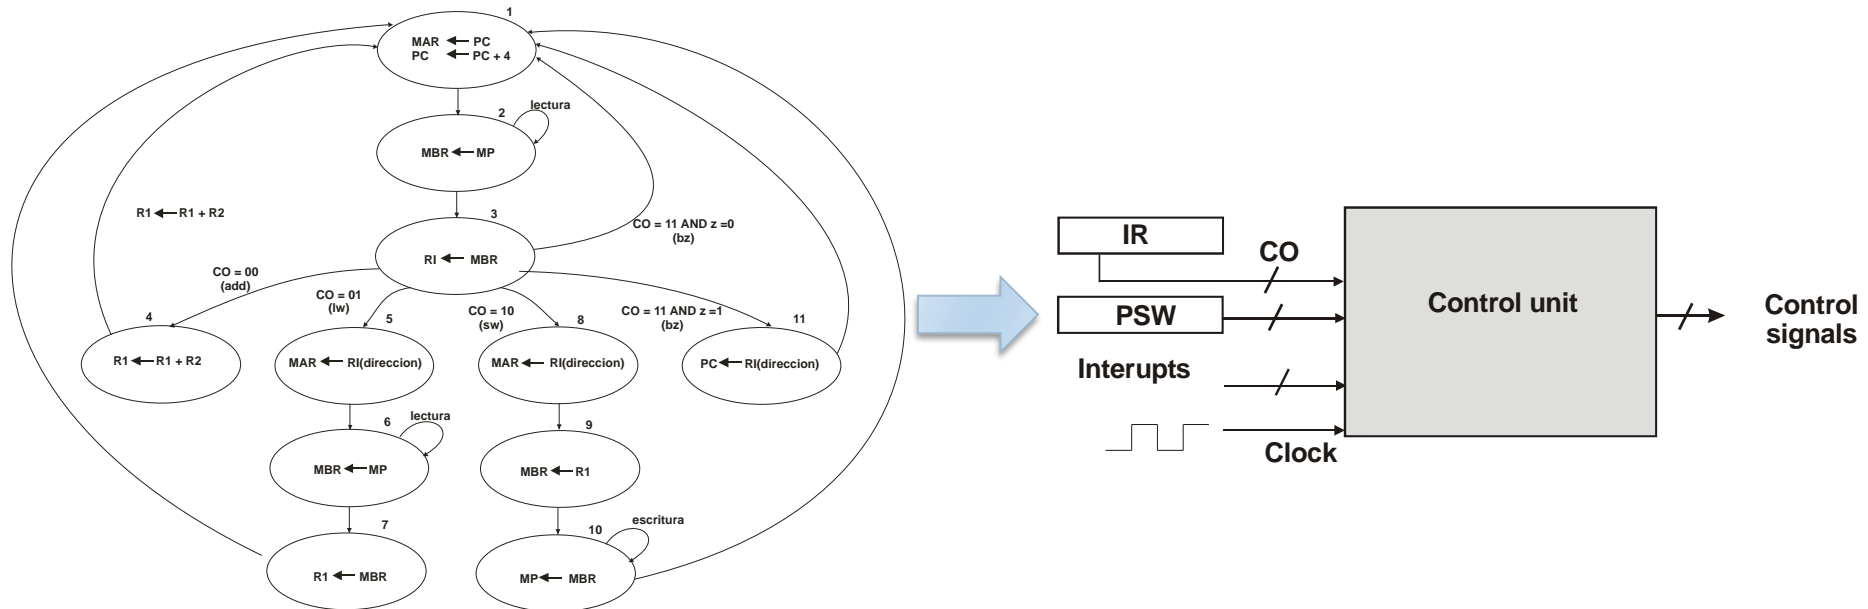 1
MAR ← PC
PC ← PC + 4
2
lectura
MBR ← MP
R1 ← R1 + R2
3
CO = 11 AND z =0
(bz)
RI ← MBR
CO = 00
(add)
CO = 01
(lw)
CO = 10
(sw)
CO = 11 AND z =1
(bz)
4
5
8
11
R1 ← R1 + R2
MAR ← RI(direccion)
MAR ← RI(direccion)
PC ← RI(direccion)
lectura
6
9
MBR ← MP
MBR ← R1
7
10
escritura
R1 ← MBR
MP ← MBR
IR
CO
PSW
Interupts
Clock
Control unit
Control
signals